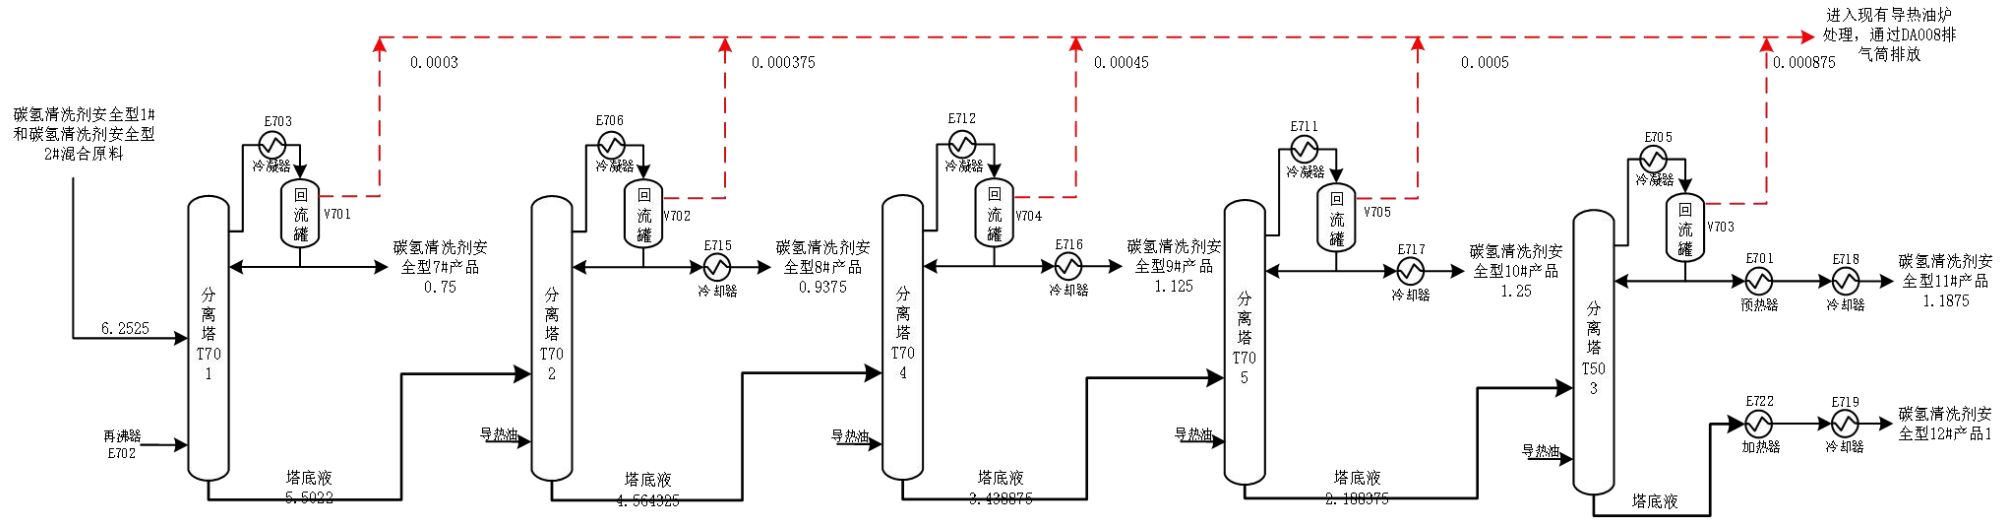 进入现有导热油炉
处理，通过DA008排
气筒排放
0.0003
0.000375
0.00045
0.0005
0.000875
碳氢清洗剂安全型1#
和碳氢清洗剂安全型
2#混合原料
E703
冷凝器
回
流
罐
V701
碳氢清洗剂安
全型7#产品
0.75
6.2525
分
离
塔
T70
1
再沸器
E702
塔底液
5.5022
E706
冷凝器
回
流
罐
V702
E715
冷却器
碳氢清洗剂安
全型8#产品
0.9375
分
离
塔
T70
2
导热油
塔底液
4.564325
E712
冷凝器
回
流
罐
V704
E716
冷却器
碳氢清洗剂安
全型9#产品
1.125
分
离
塔
T70
4
导热油
塔底液
3.438875
E711
冷凝器
回
流
罐
V705
E717
冷却器
碳氢清洗剂安
全型10#产品
1.25
分
离
塔
T70
5
导热油
塔底液
2.188375
E705
冷凝器
回
流
罐
V703
E701
预热器
E718
冷却器
碳氢清洗剂安
全型11#产品
1.1875
分
离
塔
T50
3
导热油
塔底液
E722
加热器
E719
冷却器
碳氢清洗剂安
全型12#产品1